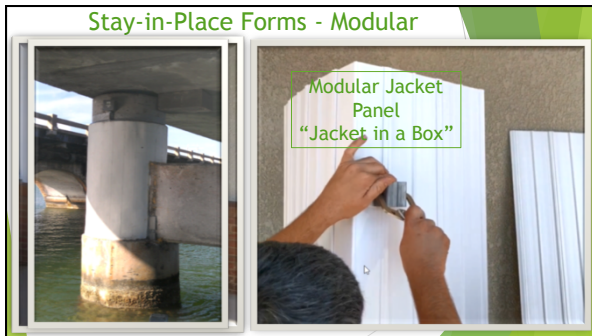 Stay-in-Place Forms - Modular
Modular Jacket
Panel
“Jacket in a Box”